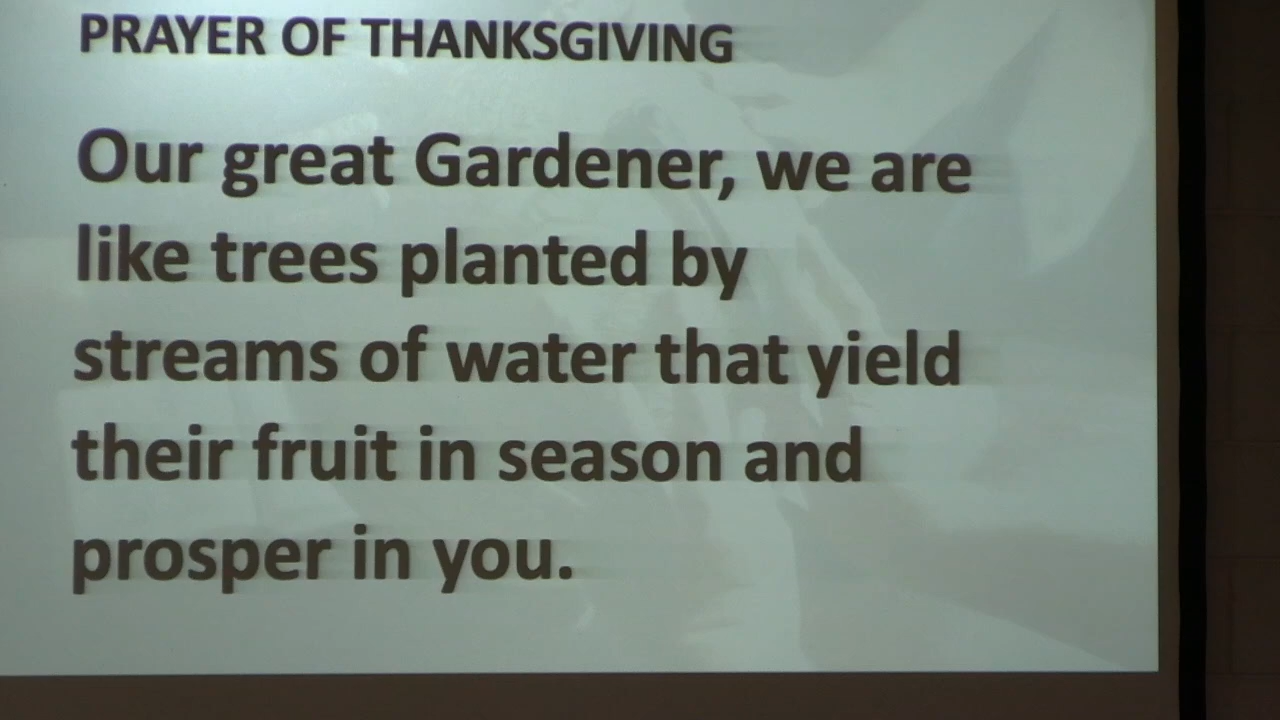 PRAYER OF THANKSGIVING
Our great Gardener, we are
like trees planted by
streams of water that yield
their fruit in season and
prosper in you.